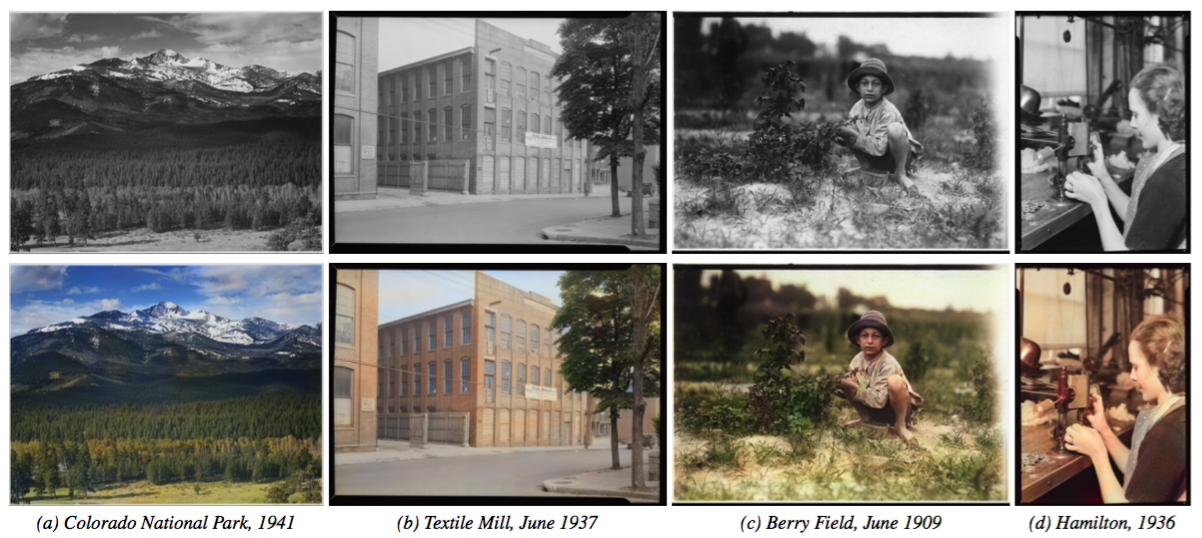 (a) Colorado National Park, 1941
(b) Textile Mill, June 1937
(c) Berry Field, June 1909
(d) Hamilton, 1936